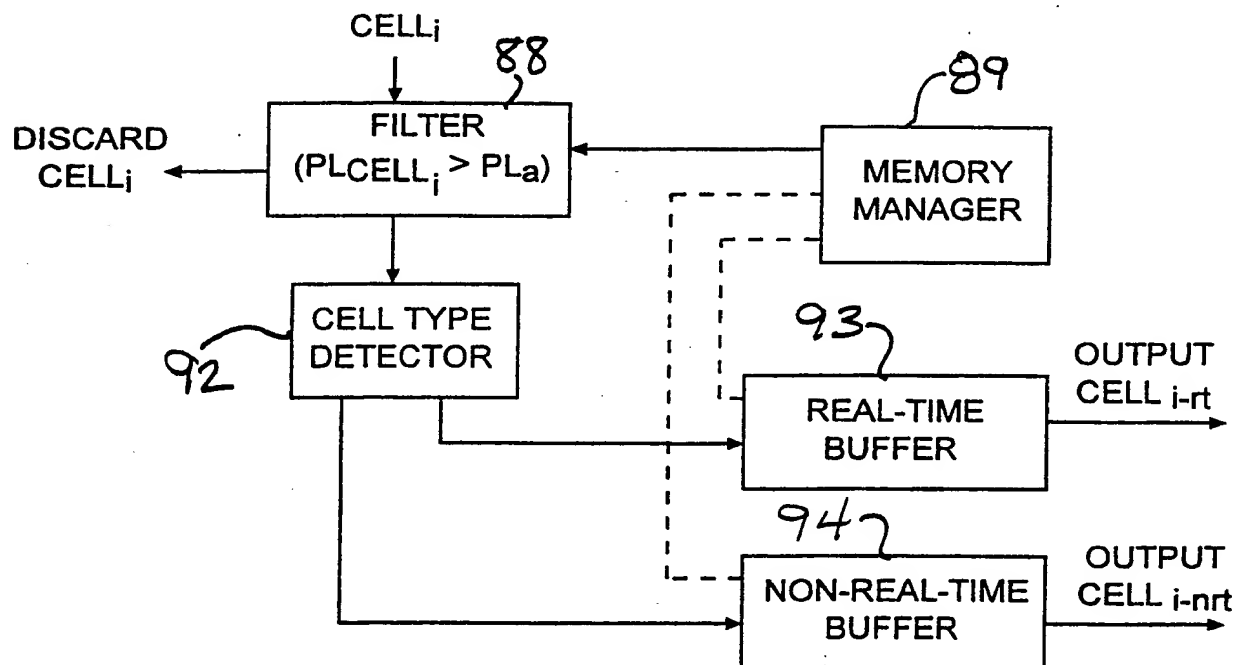 CELLi
88
FILTER
(PLCELLi > PLa)
DISCARD
CELLi
89
MEMORY
MANAGER
CELL TYPE
DETECTOR
92
93
REAL-TIME
BUFFER
OUTPUT
CELL i-rt
94
NON-REAL-TIME
BUFFER
OUTPUT
CELL i-nrt